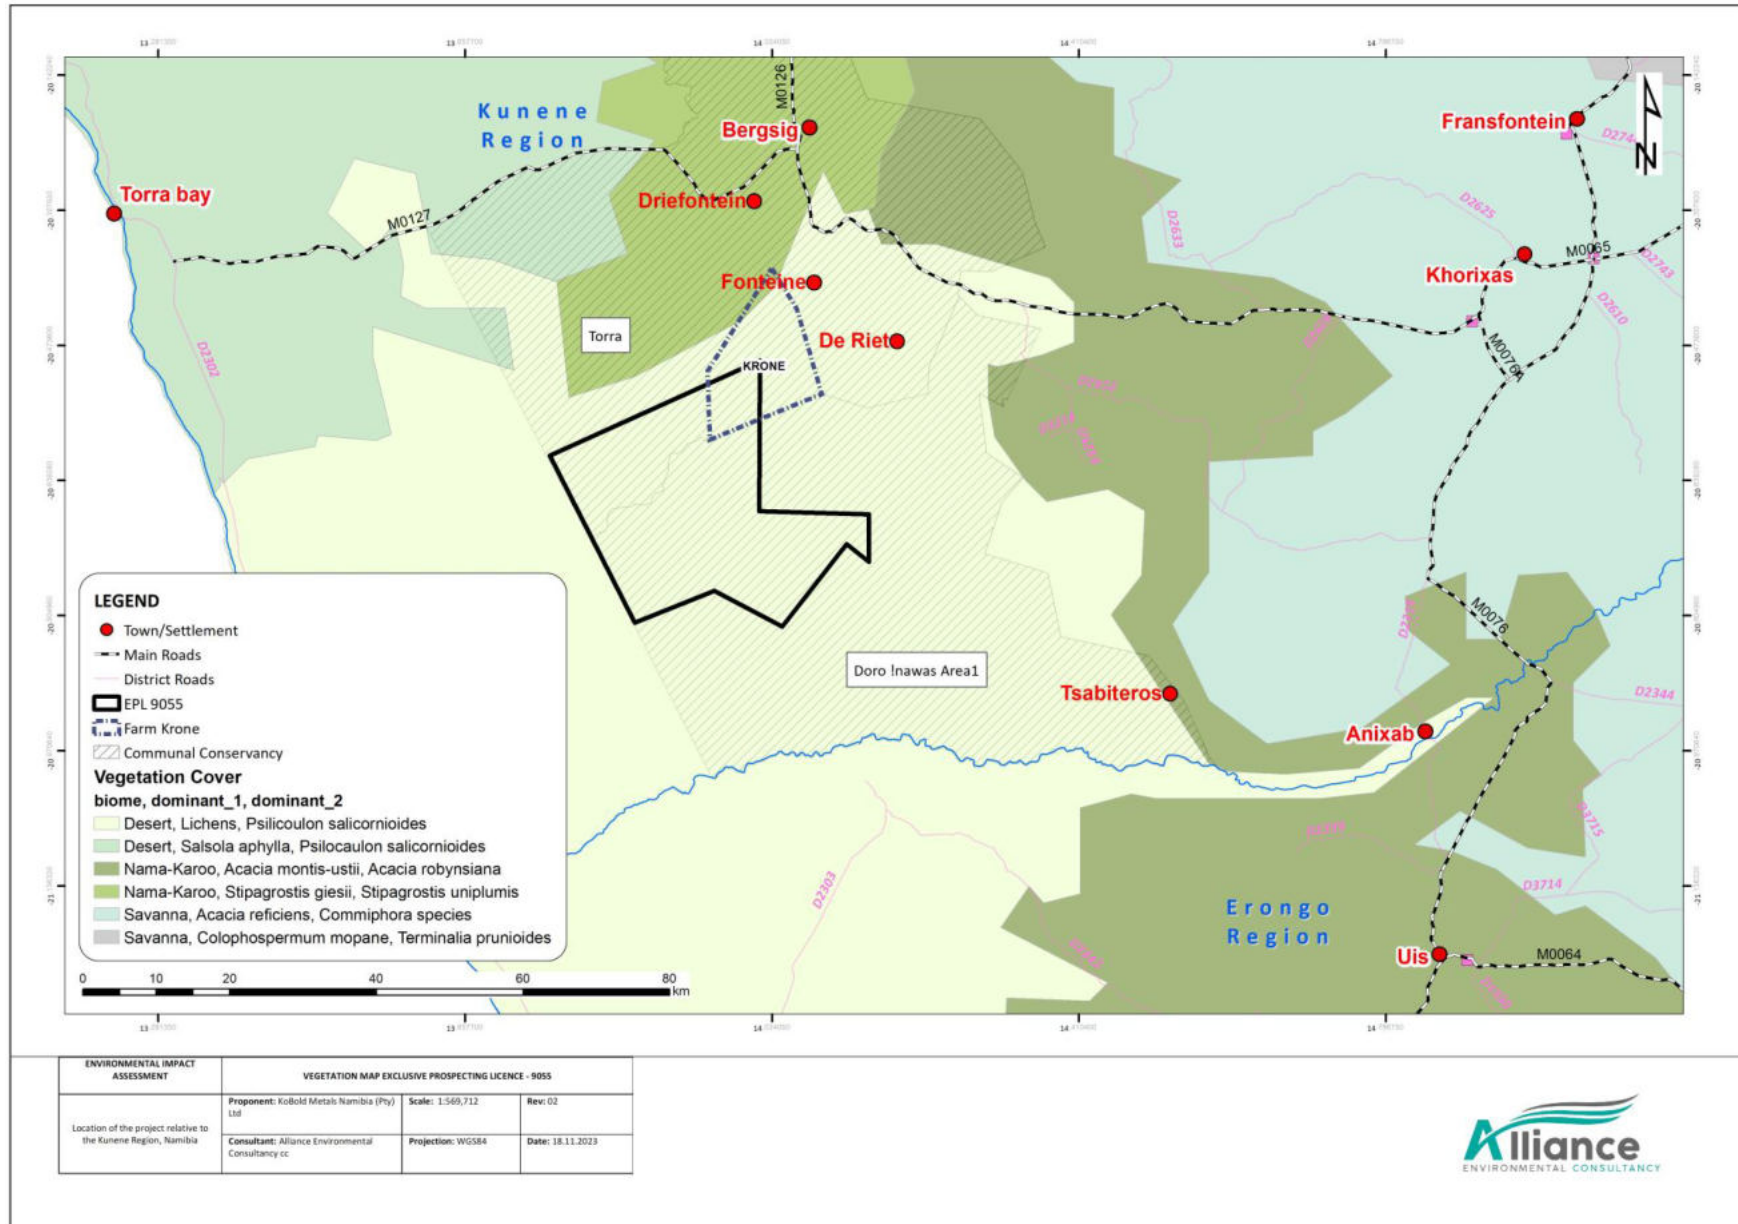 Kunene
Region
Bergsig
M0126
Fransfontein
Torra bay
Driefontein
M0127
D2633
D2625
M0065
D2743
Khorixas
Fonteine
De Riet
Torra
KRONE
D2302
D2610
M0076A
M0076
Doro !nawas Area1
Tsabiteros
Anixab
D2344
D3715
D2303
D3714
Erongo
Region
Uis
M0064
LEGEND
Town/Settlement
Main Roads
District Roads
EPL 9055
Farm Krone
Communal Conservancy
Vegetation Cover
biome, dominant_1, dominant_2
Desert, Lichens, Psilicoulon salicornioides
Desert, Salsola aphylla, Psilocaulon salicornioides
Nama-Karoo, Acacia montis-ustii, Acacia robynsiana
Nama-Karoo, Stipagrostis giesii, Stipagrostis uniplumis
Savanna, Acacia reficiens, Commiphora species
Savanna, Colophospermum mopane, Terminalia prunioides
0 10 20 40 60 80
km
ENVIRONMENTAL IMPACT
ASSESSMENT
VEGETATION MAP EXCLUSIVE PROSPECTING LICENCE - 9055
Location of the project relative to
the Kunene Region, Namibia
Proponent: KoBold Metals Namibia (Pty)
Ltd
Scale: 1:569,712
Rev: 02
Consultant: Alliance Environmental
Consultancy cc
Projection: WGS84
Date: 18.11.2023
Alliance
ENVIRONMENTAL CONSULTANCY